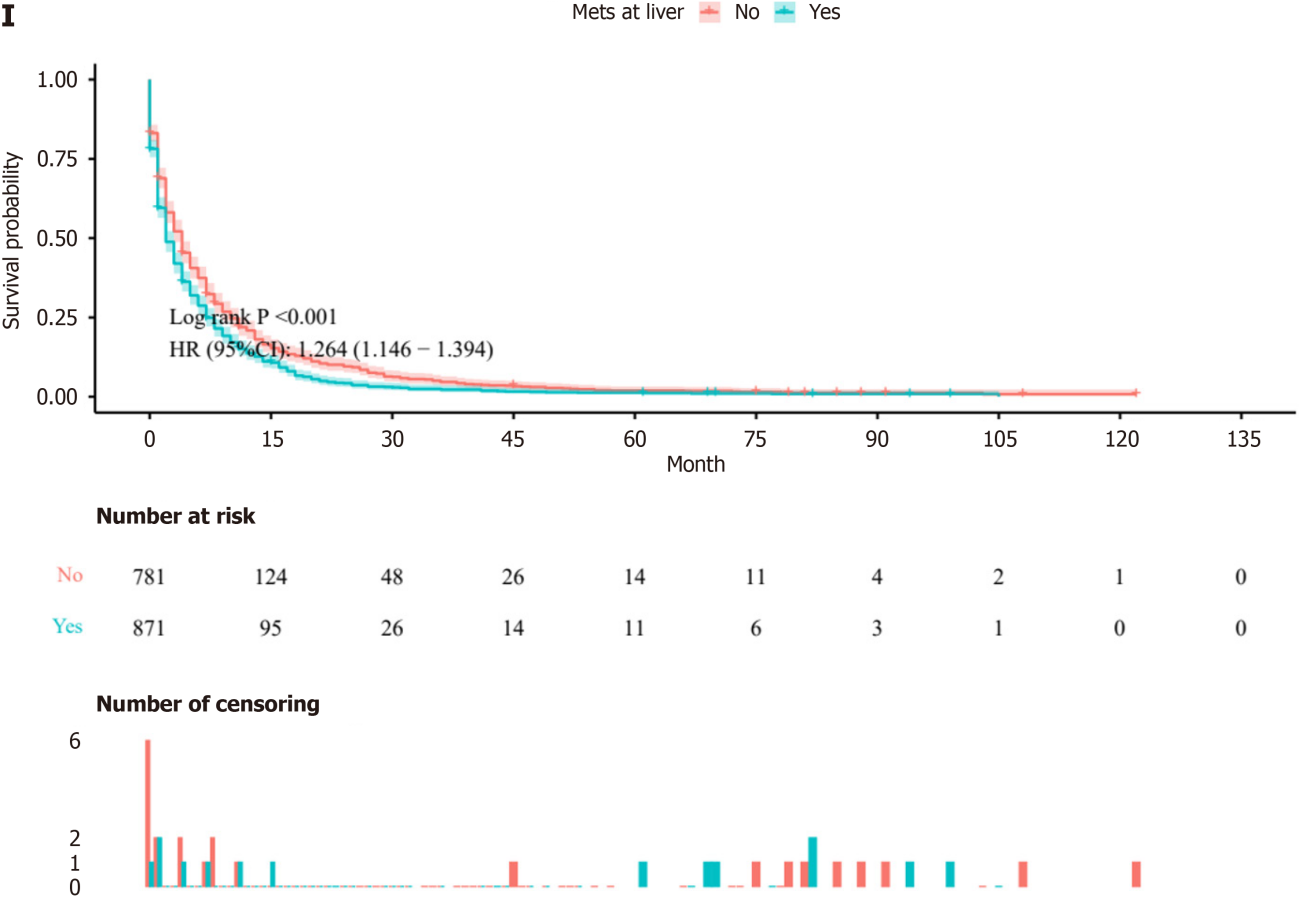 I
Mets at liver No Yes
Survival probability
1.00
0.75
0.50
0.25
0.00
Log rank P <0.001
HR (95%CI): 1.264 (1.146 − 1.394)
0 15 30 45 60 75 90 105 120 135
Month
Number at risk
No 781 124 48 26 14 11 4 2 1 0
Yes 871 95 26 14 11 6 3 1 0 0
Number of censoring
6
2
1
0